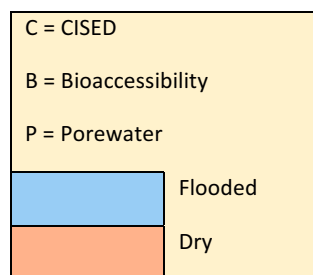 C = CISED
B = Bioaccessibility
P = Porewater
Flooded
Dry